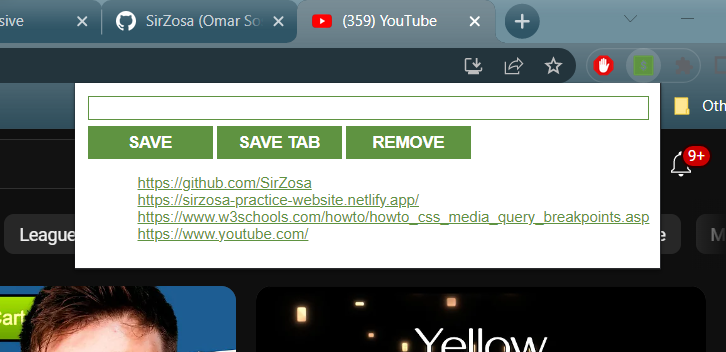 sive
SirZosa (Omar So
(359) YouTube
Oth
SAVE
SAVE TAB
REMOVE
https://github.com/SirZosa
https://sirzosa-practice-website.netlify.app/
https://www.w3schools.com/howto/howto_css_media_query_breakpoints.asp
https://www.youtube.com/
9+
League
e
M
Cart
Yellow